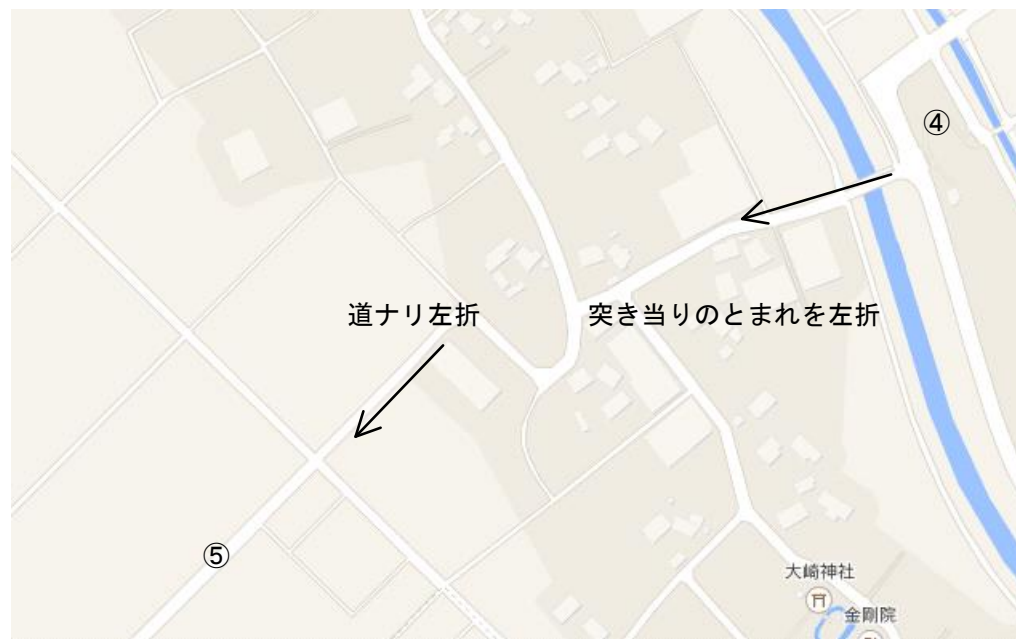 ④
道ナリ左折
突き当りのとまれを左折
⑤
大崎神社
金剛院